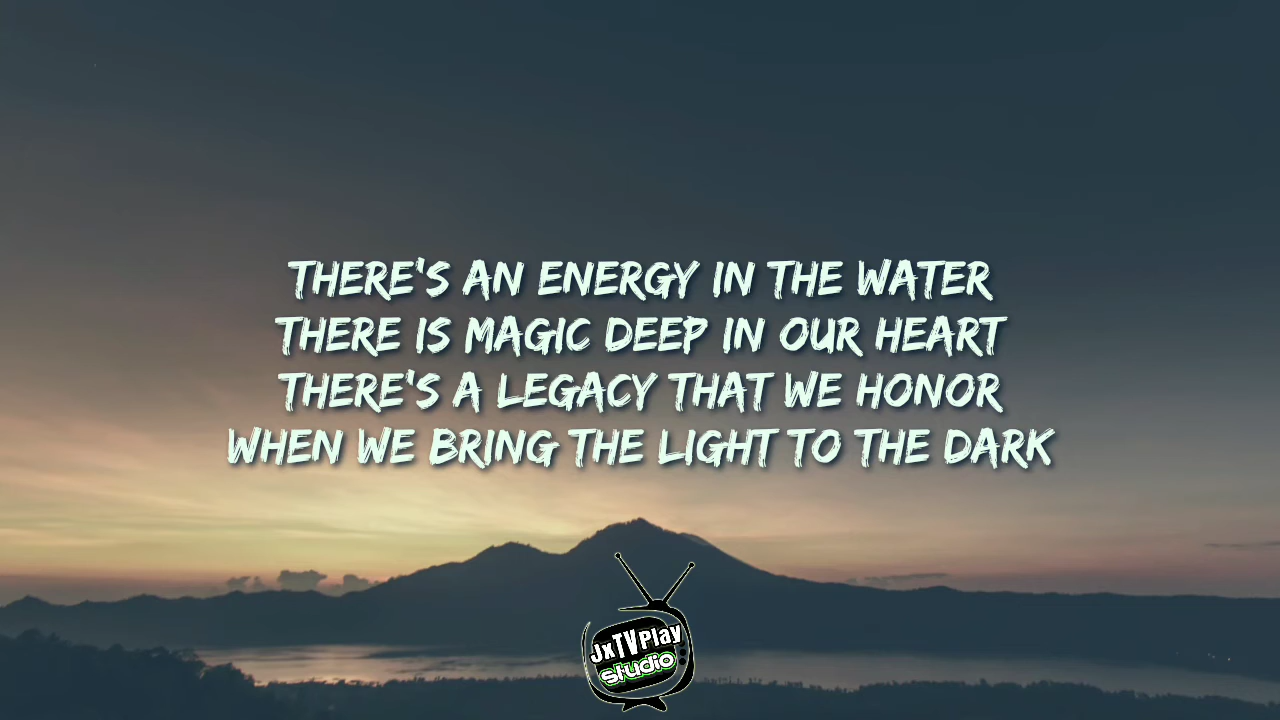 THERE'S AN ENERGY IN THE WATER
THERE IS MAGIC DEEP IN OUR HEART
THERE'S A LEGACY THAT WE HONOR
WHEN WE BRING THE LIGHT TO THE DARK
JxTVPlay
studio